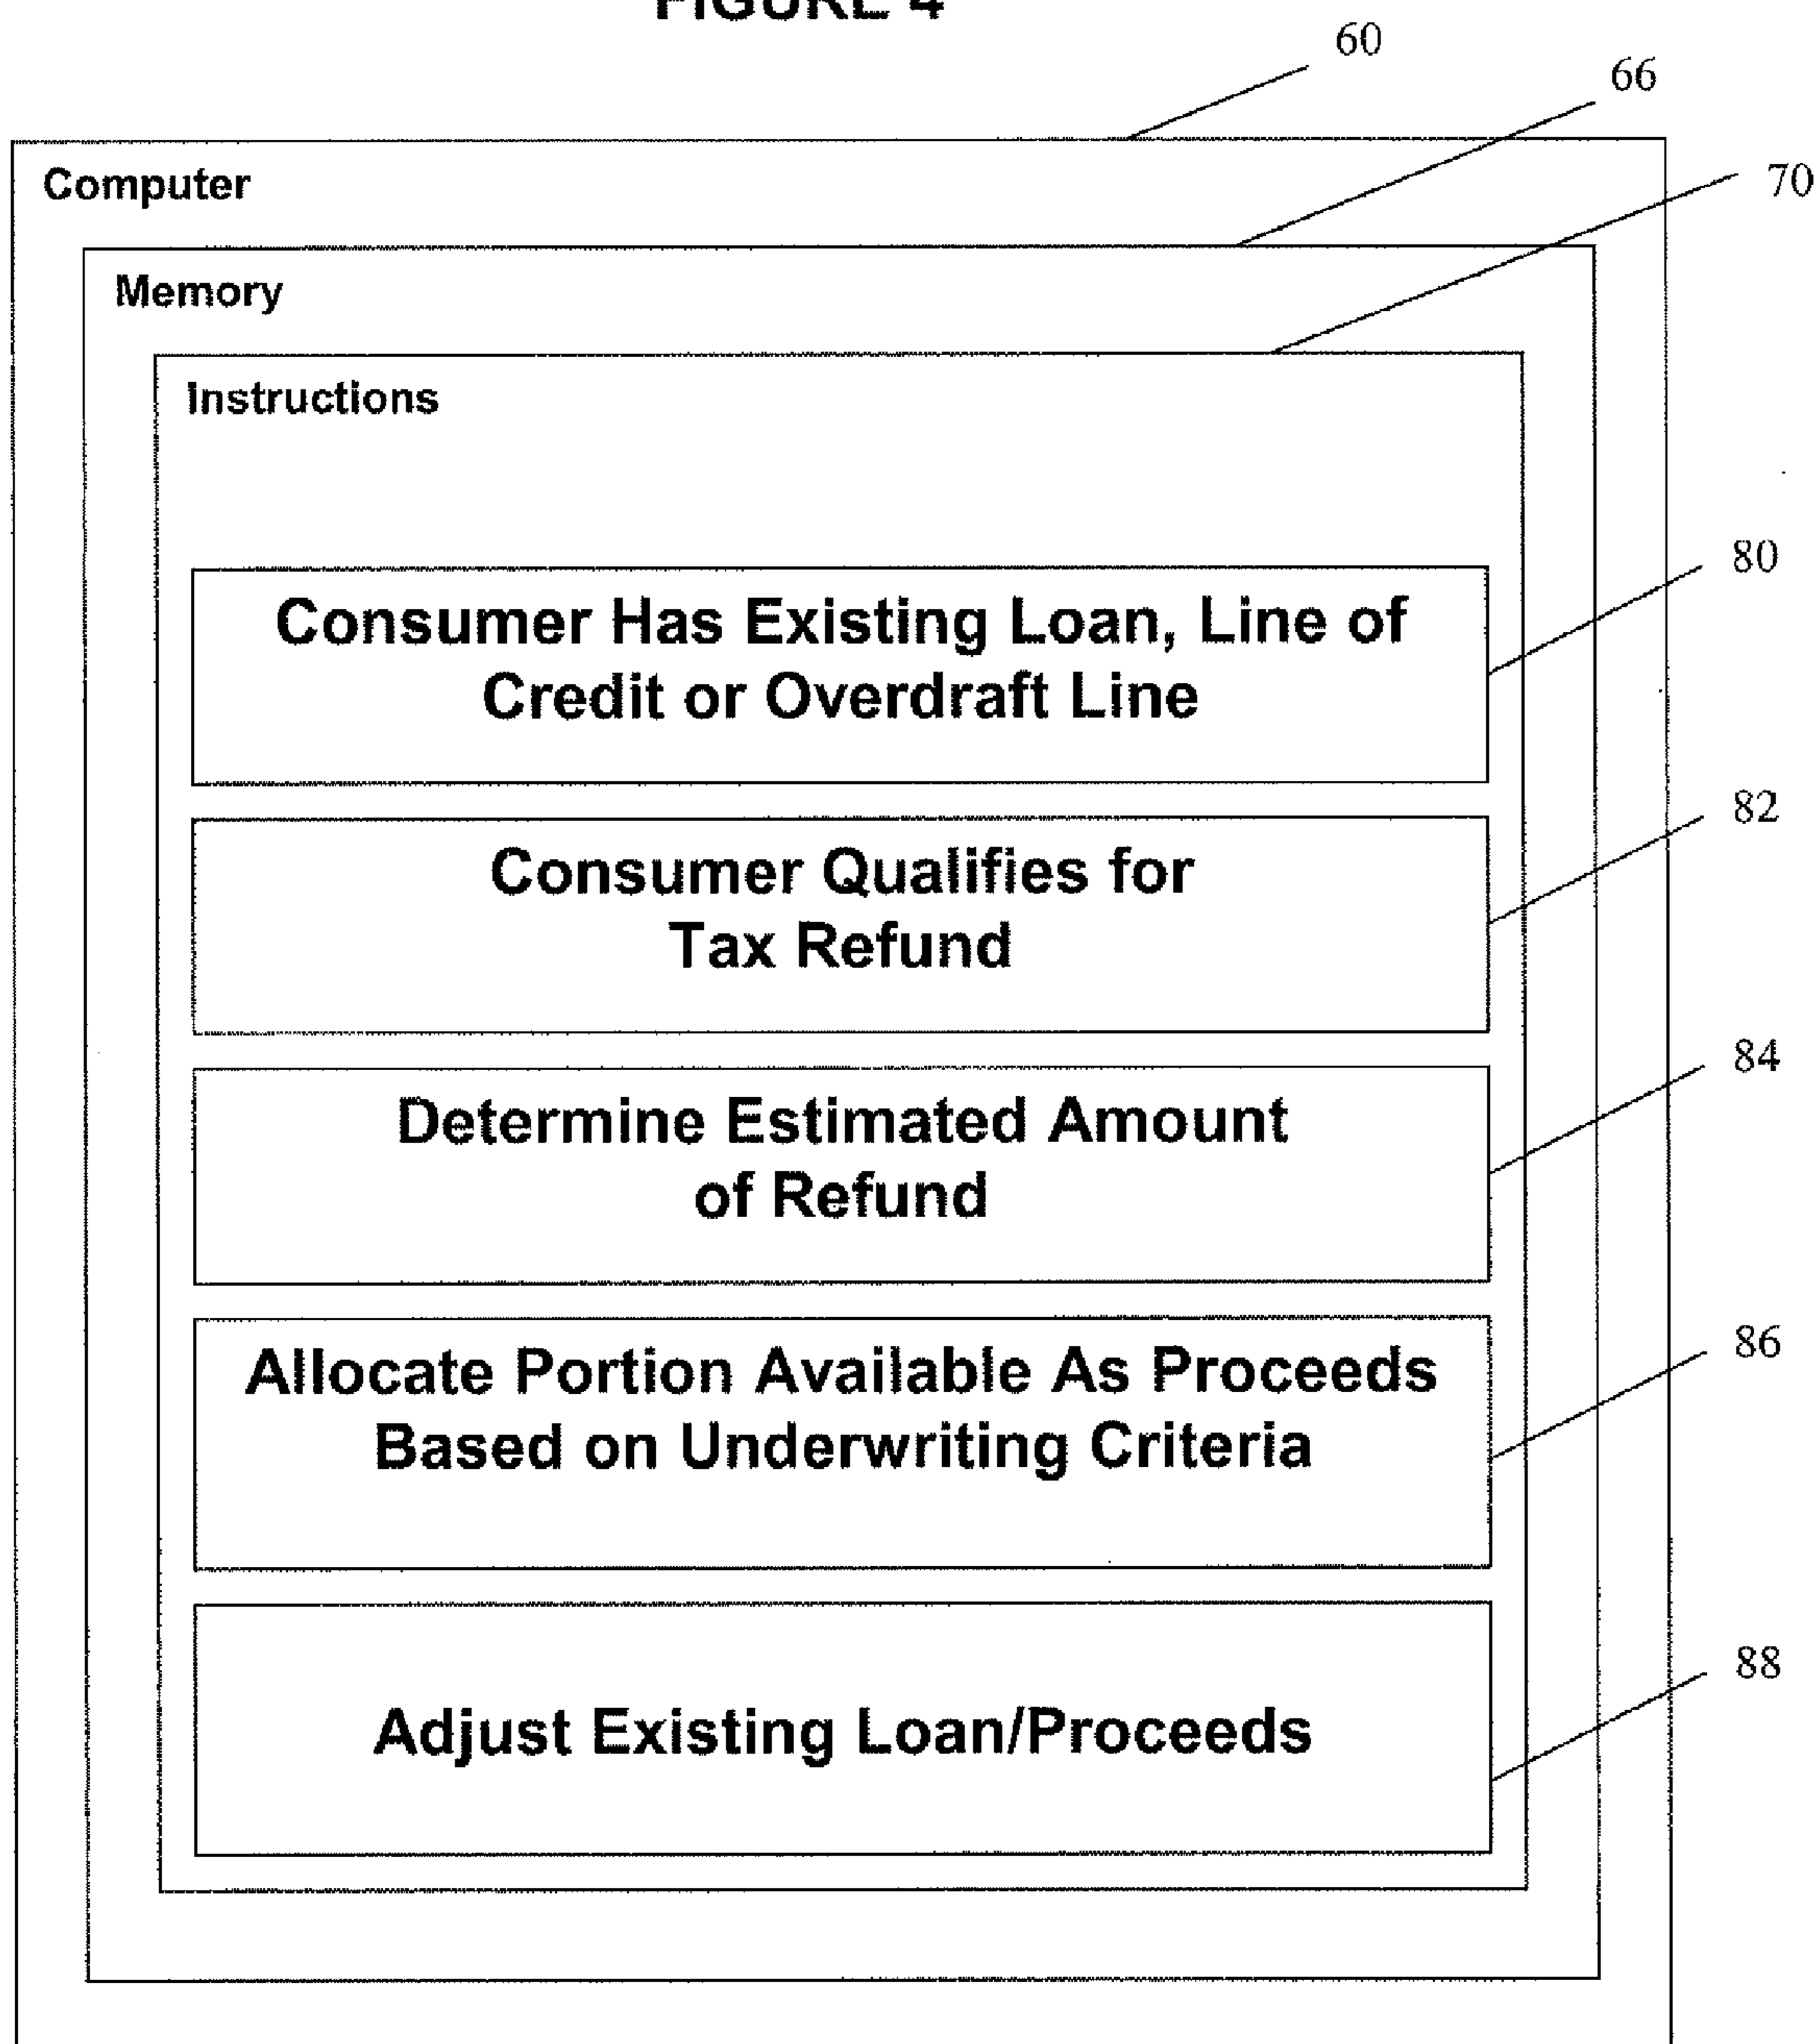 FIGURE 4
60
66
Computer
70
Memory
Instructions
80
Consumer Has Existing Loan, Line of
Credit or Overdraft Line
82
Consumer Qualifies for
Tax Refund
84
Determine Estimated Amount
of Refund
86
Allocate Portion Available As Proceeds
Based on Underwriting Criteria
88
Adjust Existing Loan/Proceeds